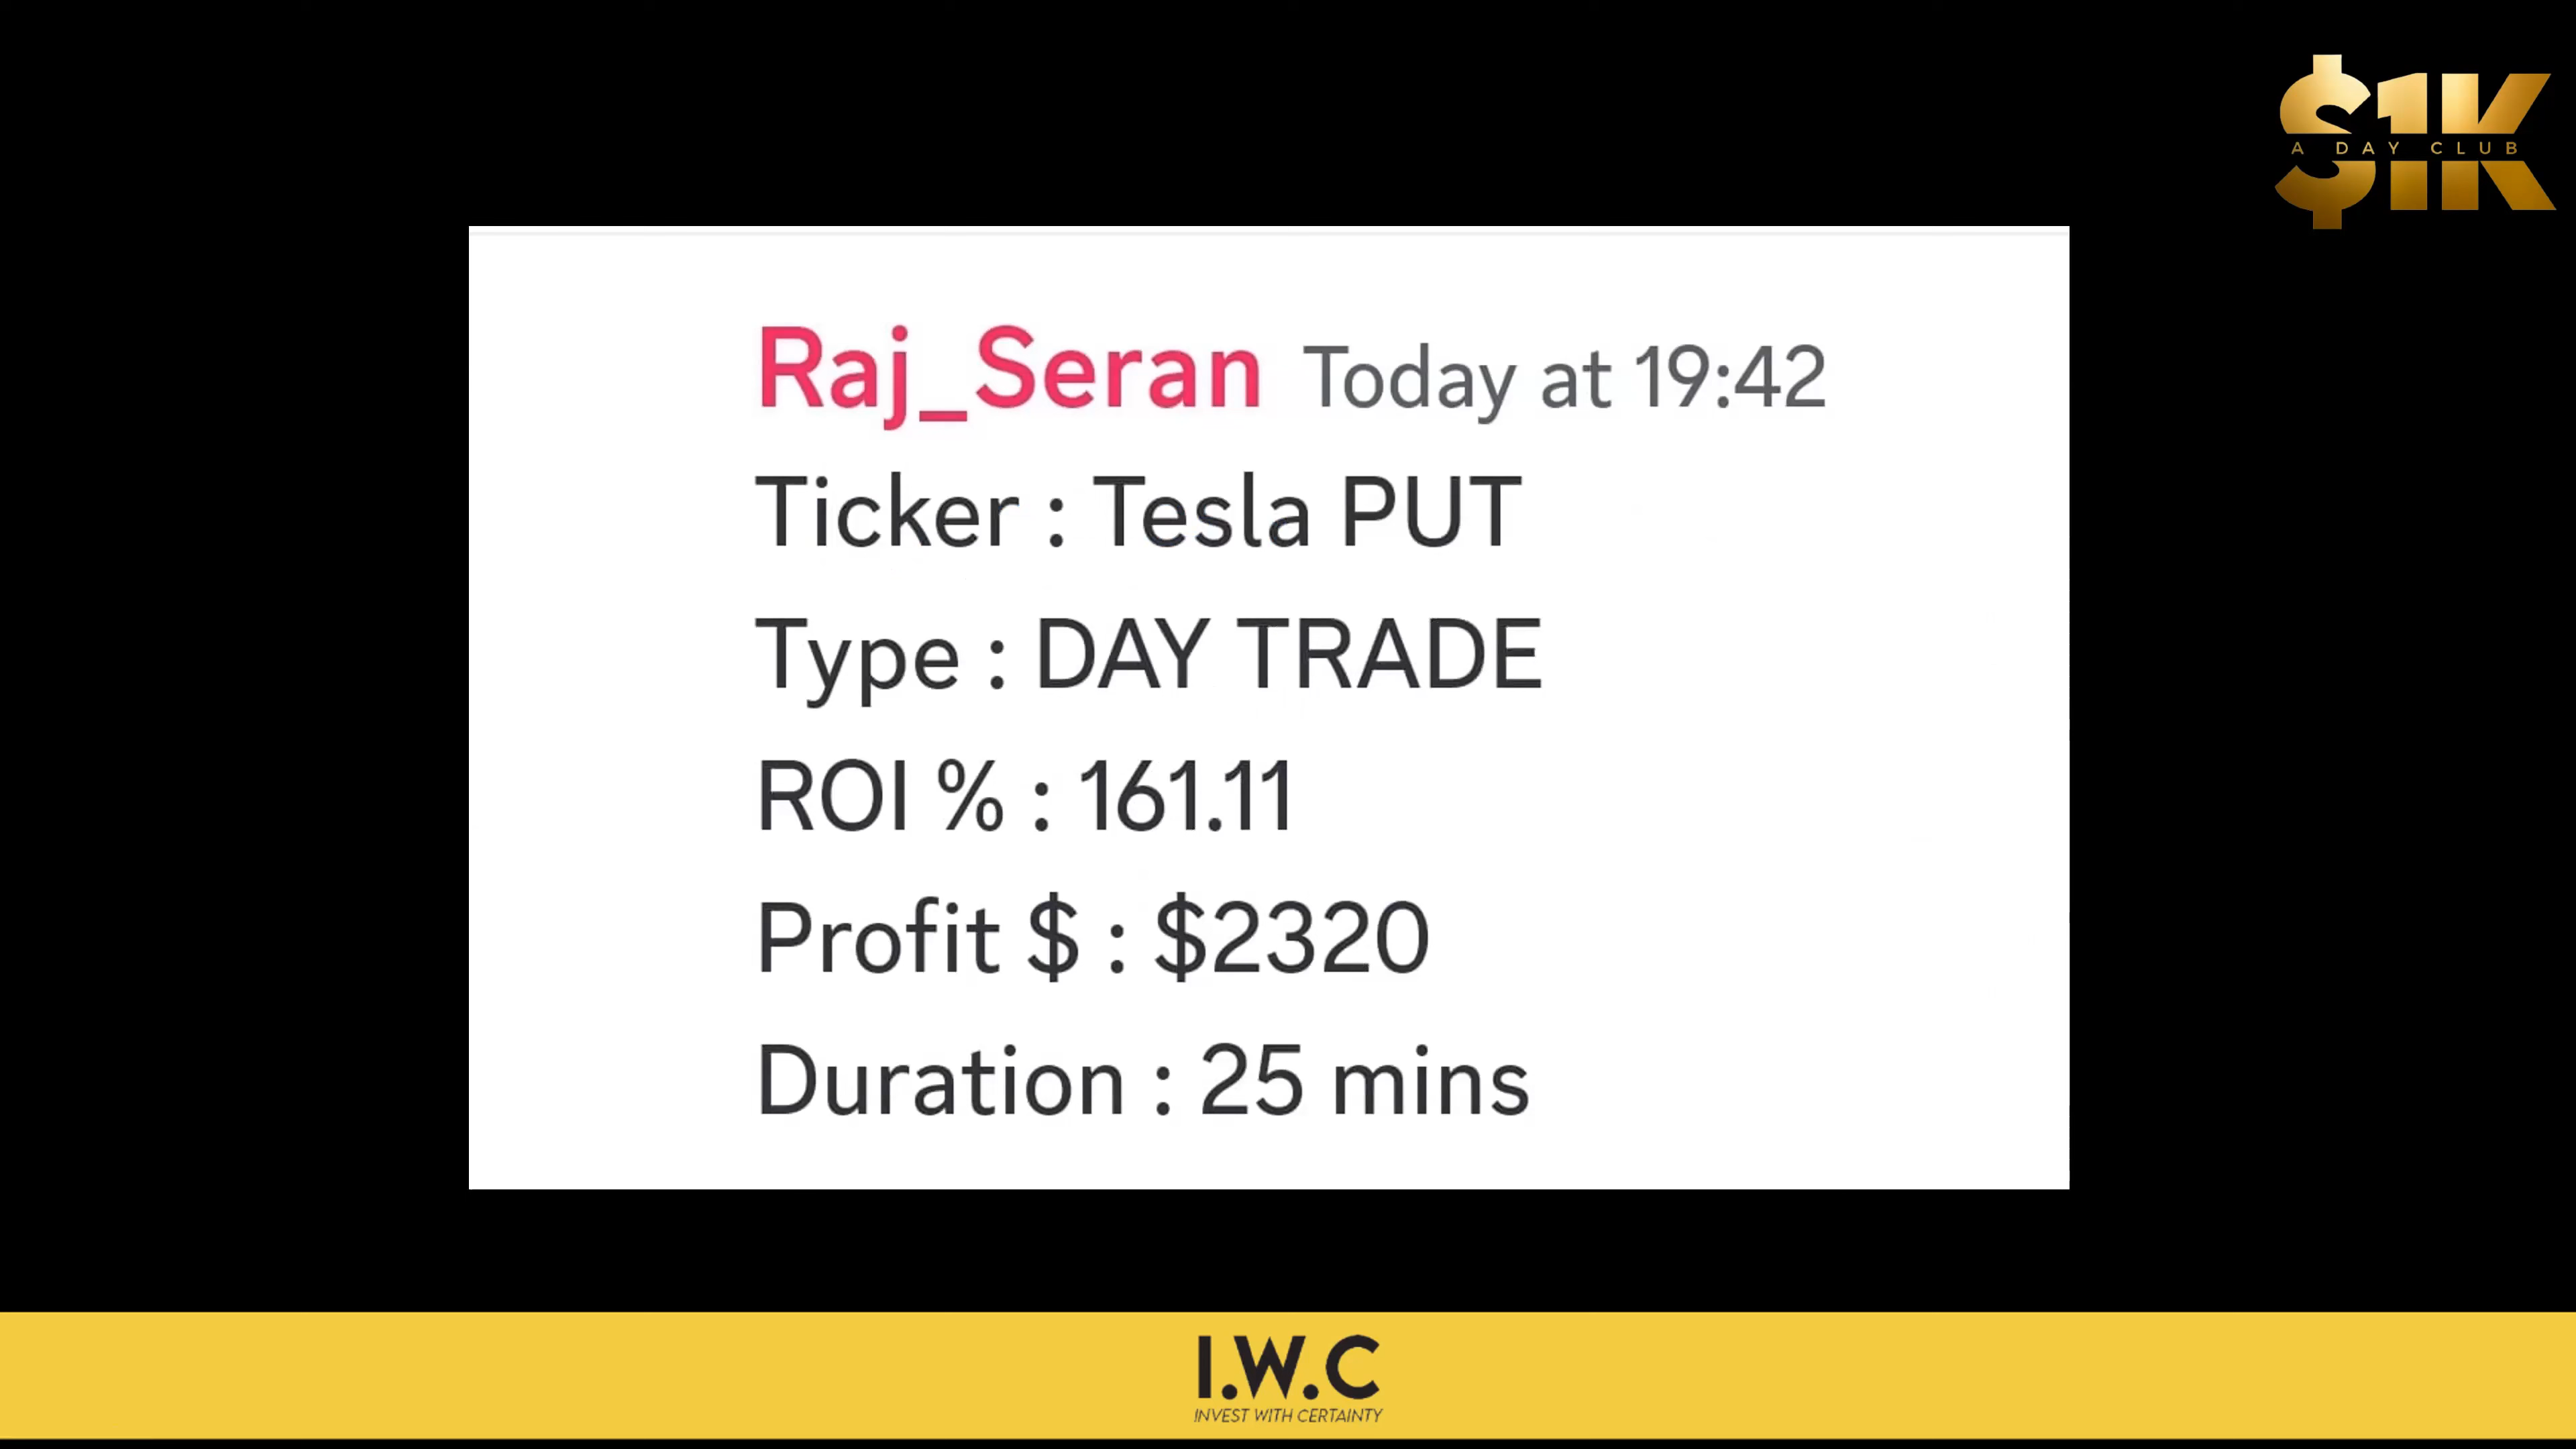 $1K
A DAY CLUB
Raj_Seran Today at 19:42
Ticker : Tesla PUT
Type : DAY TRADE
ROI % : 161.11
Profit $ : $2320
Duration : 25 mins
I.W.C
INVEST WITH CERTAINTY